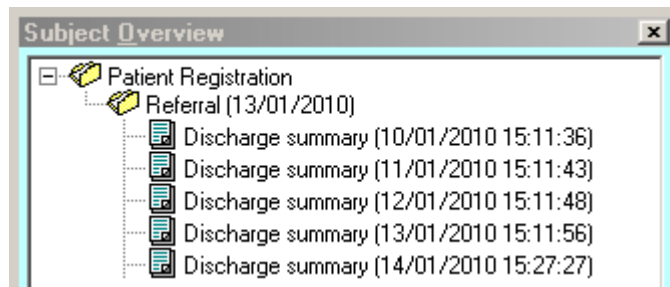 Subject Overview
Patient Registration
Referral (13/01/2010)
Discharge summary (10/01/2010 15:11:36)
Discharge summary (11/01/2010 15:11:43)
Discharge summary (12/01/2010 15:11:48)
Discharge summary (13/01/2010 15:11:56)
Discharge summary (14/01/2010 15:27:27)